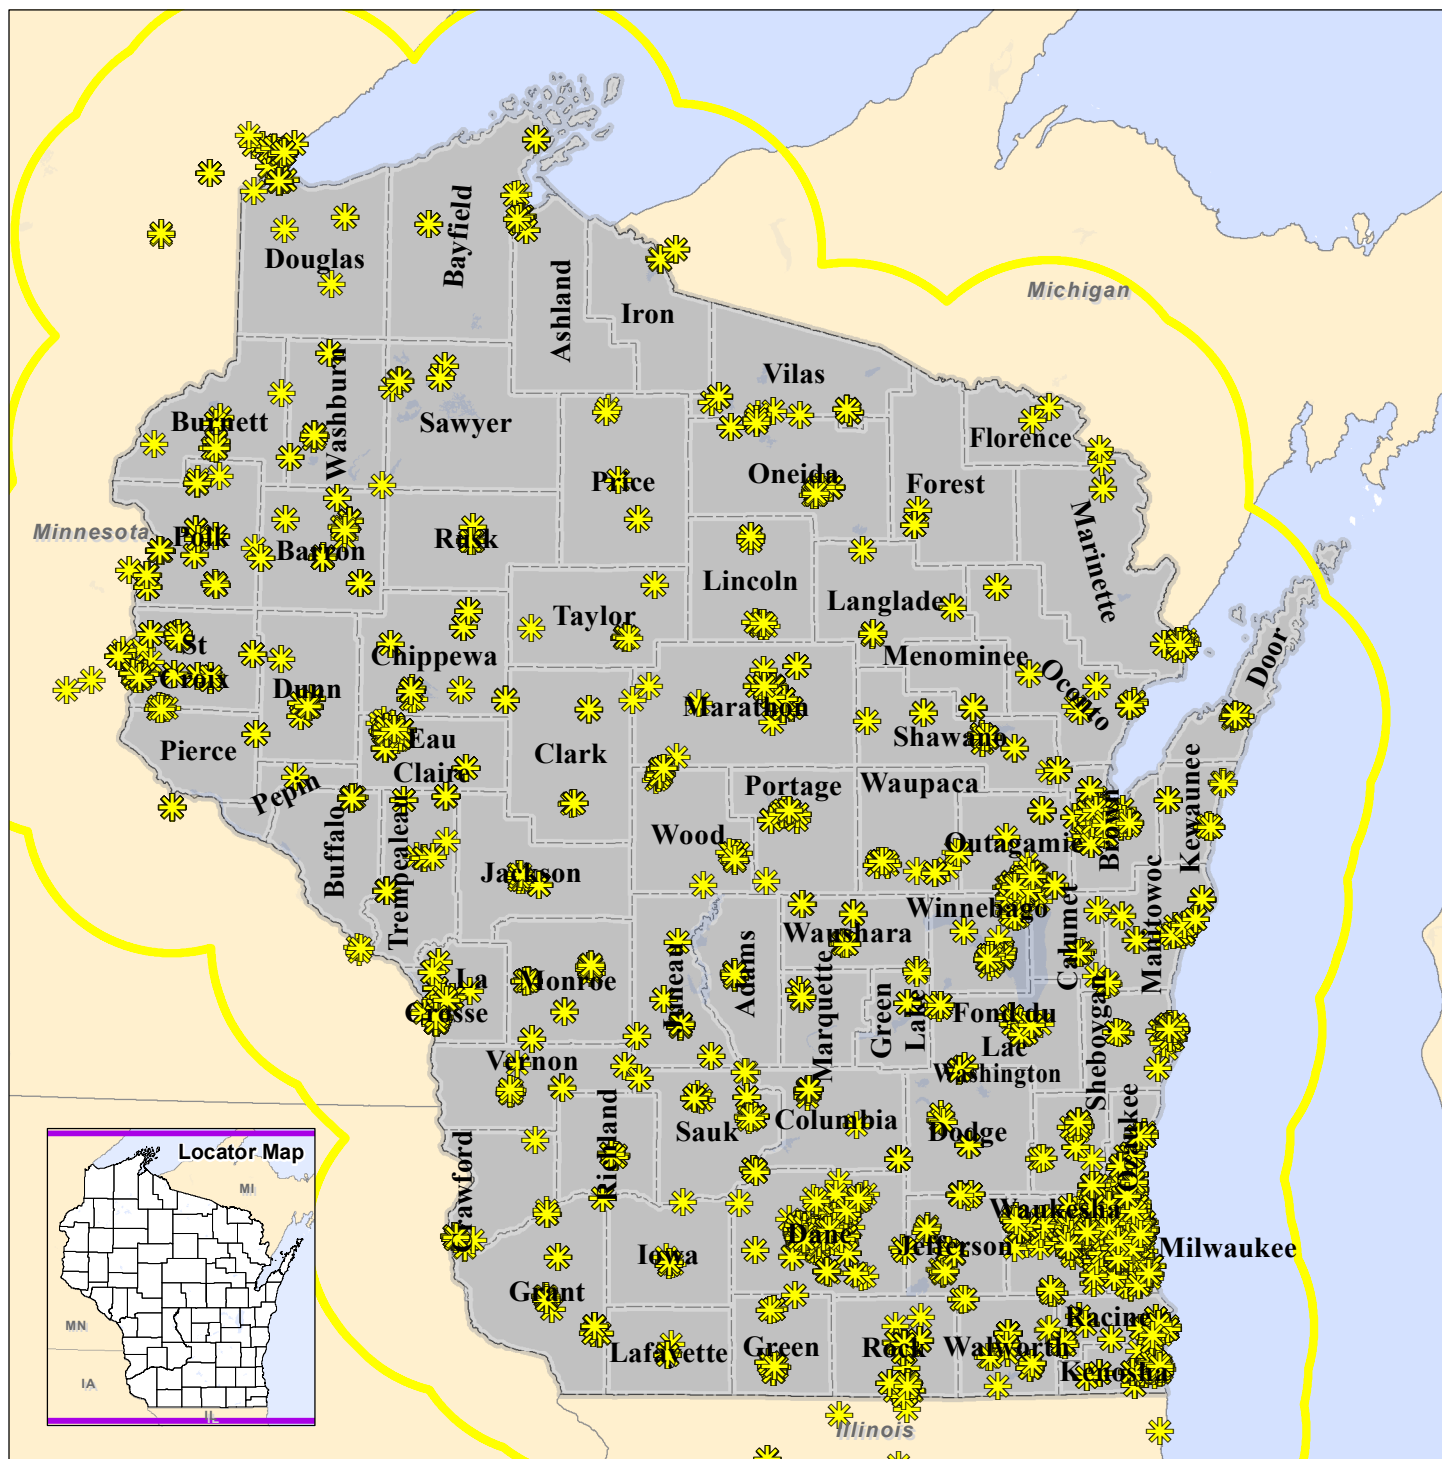 Douglas
Bayfield
Ashland
Iron
Michigan
Vilas
Burnett
Washburn
Sawyer
Florence
Price
Oneida
Forest
Minnesota
Polk
Barron
Rusk
Marinette
Lincoln
Langlade
Taylor
St
Croix
Chippewa
Menominee
Oconto
Door
Dunn
Marathon
Shawano
Pierce
Eau
Claire
Clark
Pepin
Portage
Waupaca
Kewaunee
Buffalo
Trempealeau
Wood
Outagamie
Brown
Jackson
Winnebago
Calumet
Manitowoc
Waushara
La
Crosse
Monroe
Juneau
Adams
Marquette
Green
Lake
Fond du
Lac
Sheboygan
Vernon
Washington
Richland
Sauk
Columbia
Dodge
Ozaukee
Locator Map
MI
MN
IA
IL
Crawford
Iowa
Dane
Jefferson
Waukesha
Milwaukee
Grant
Lafayette
Green
Rock
Walworth
Racine
Kenosha
Illinois